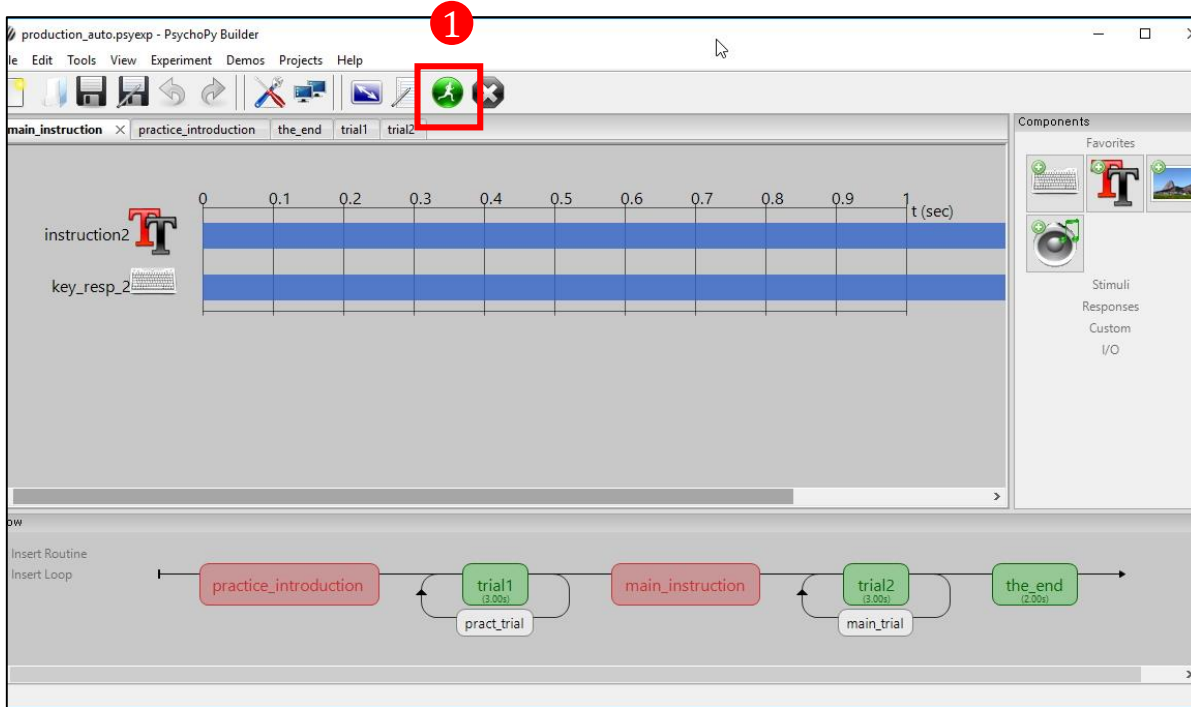 1
production_auto.psyexp - PsychoPy Builder
le Edit Tools View Experiment Demos Projects Help
main_instruction × practice_introduction the_end trial1 trial2
Components
Favorites
0 0.1 0.2 0.3 0.4 0.5 0.6 0.7 0.8 0.9 1
t (sec)
instruction2
key_resp_2
Stimuli
Responses
Custom
I/O
ow
Insert Routine
Insert Loop
practice_introduction
trial1
(3.00s)
pract_trial
main_instruction
trial2
(3.00s)
main_trial
the_end
(2.00s)